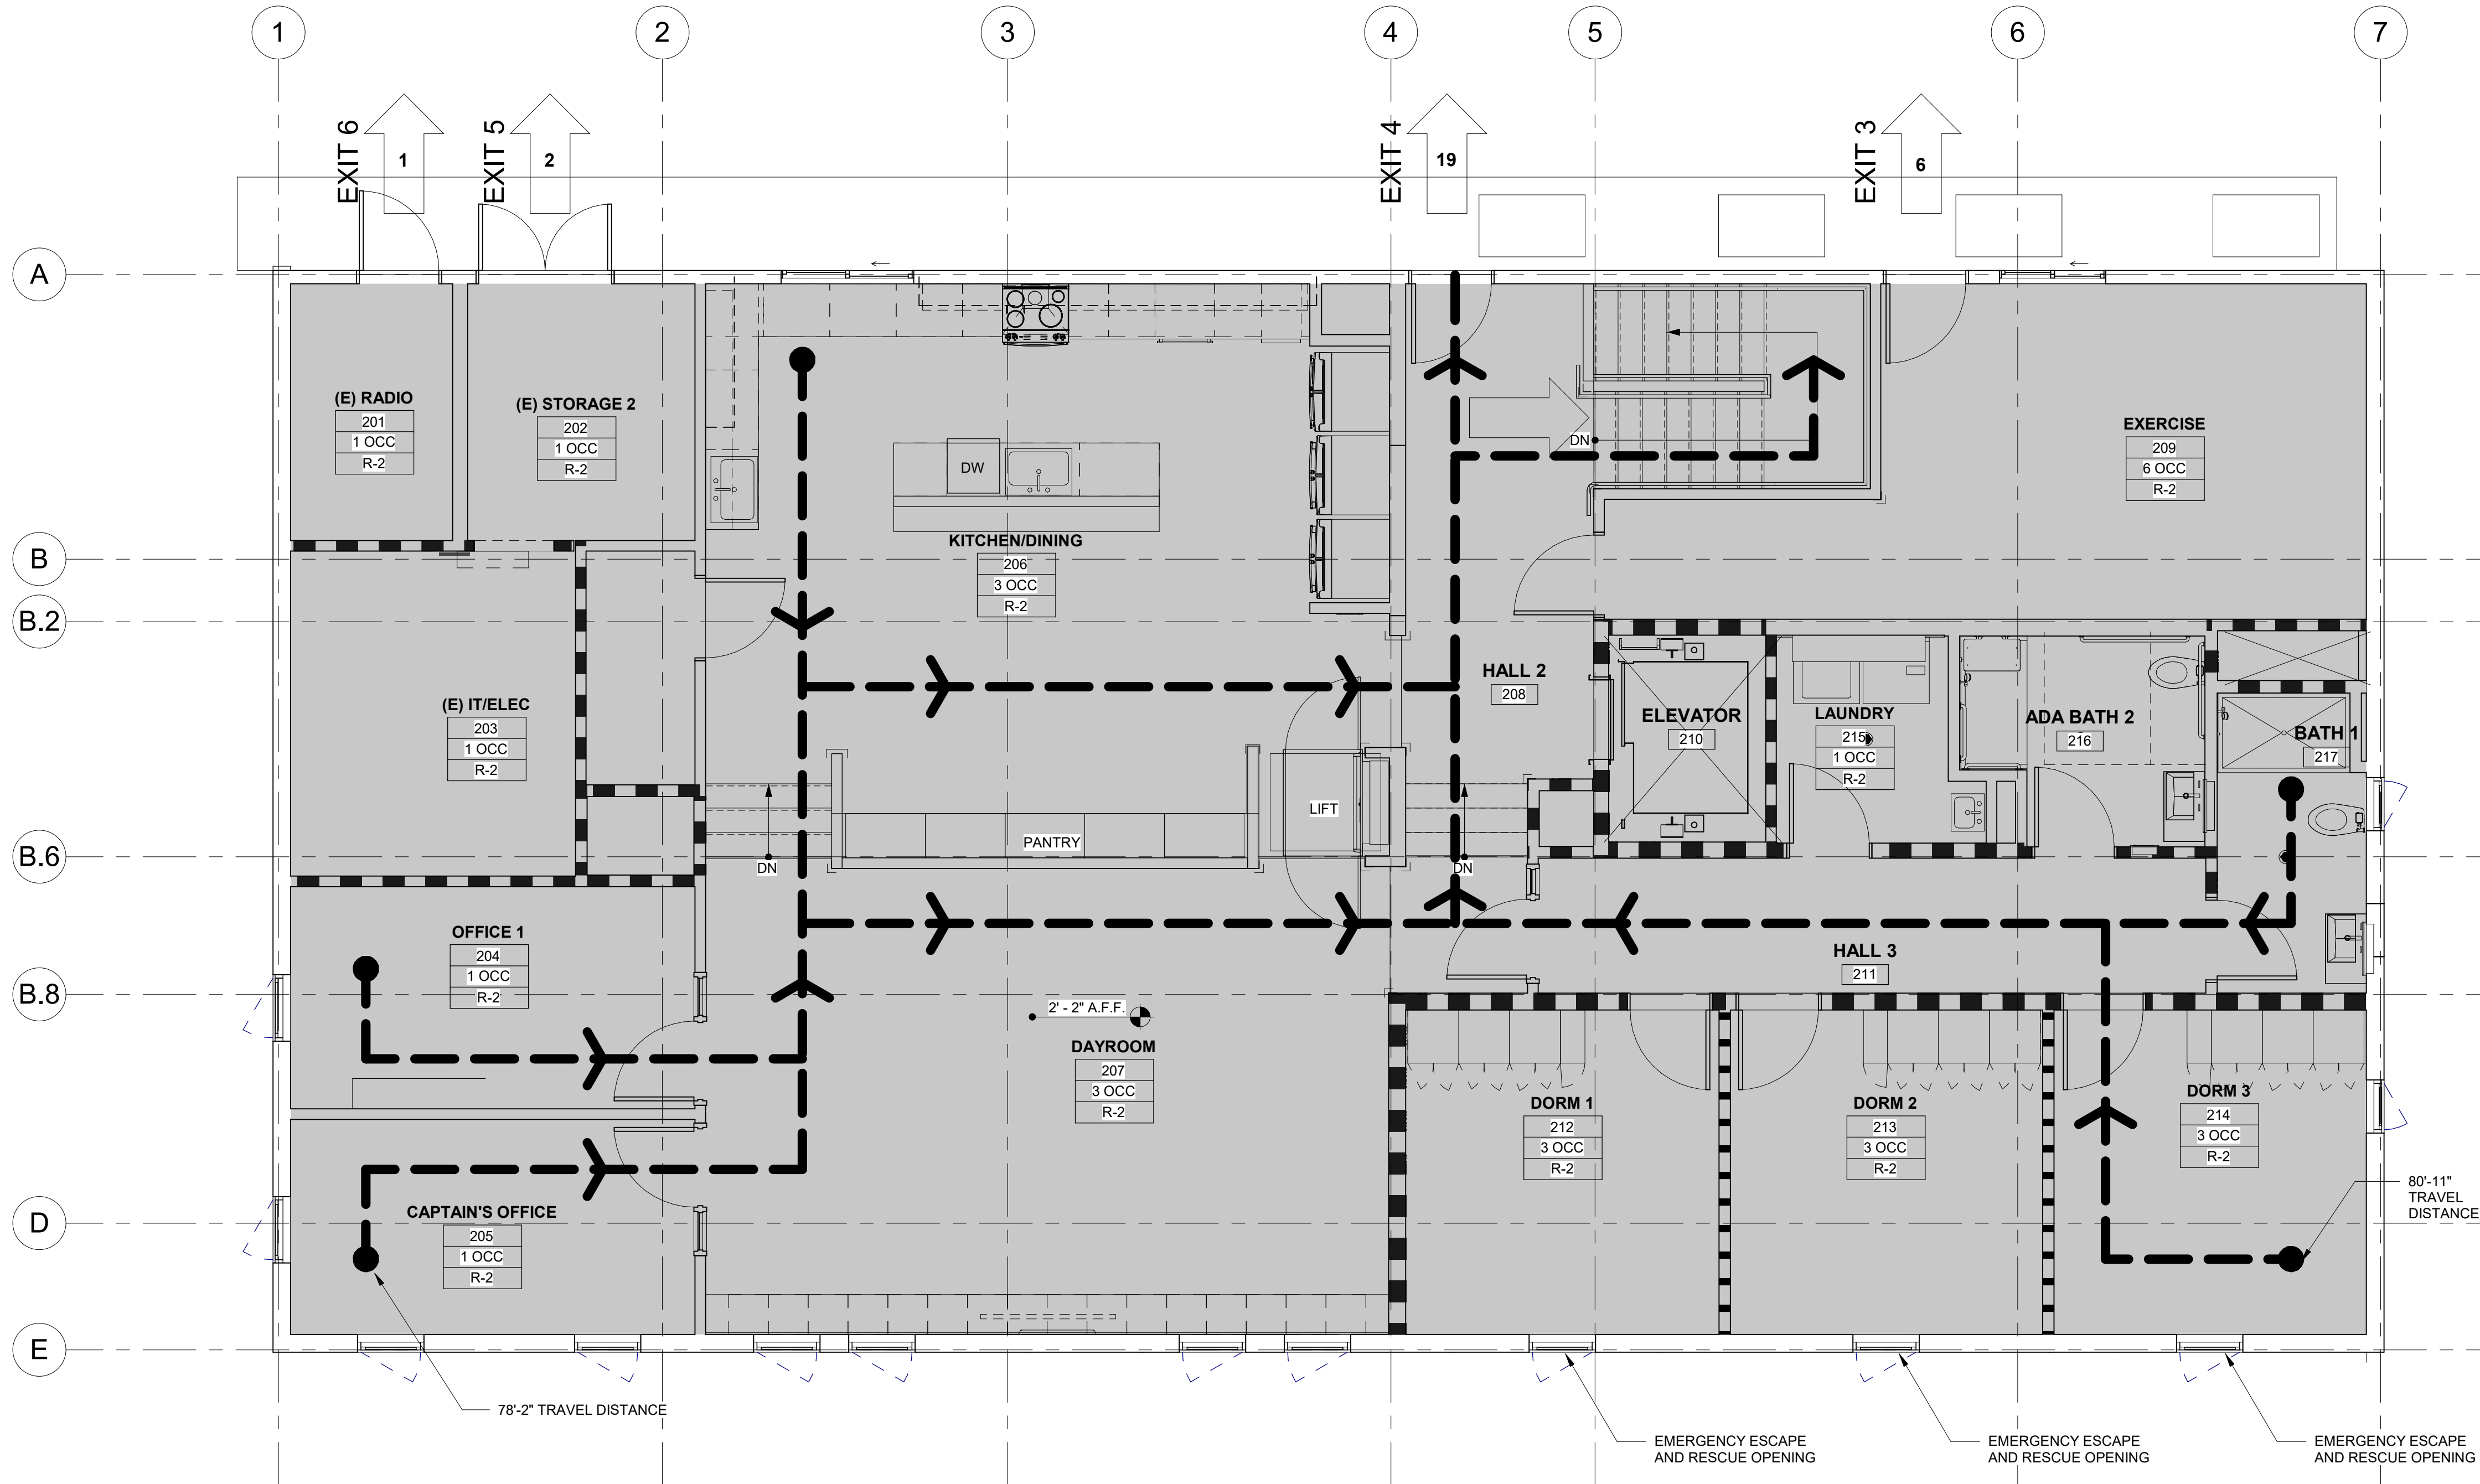 1
2
3
4
5
6
7
EXIT 6
1
EXIT 5
2
EXIT 4
19
EXIT 3
6
A
B
B.2
B.6
B.8
D
E
(E) RADIO
201
1 OCC
R-2
(E) STORAGE 2
202
1 OCC
R-2
DW
KITCHEN/DINING
206
3 OCC
R-2
DN
EXERCISE
209
6 OCC
R-2
(E) IT/ELEC
203
1 OCC
R-2
HALL 2
208
ELEVATOR
210
LAUNDRY
215
1 OCC
R-2
ADA BATH 2
216
BATH 1
217
LIFT
PANTRY
DN
DN
OFFICE 1
204
1 OCC
R-2
HALL 3
211
2' - 2" A.F.F.
DAYROOM
207
3 OCC
R-2
DORM 1
212
3 OCC
R-2
DORM 2
213
3 OCC
R-2
DORM 3
214
3 OCC
R-2
CAPTAIN'S OFFICE
205
1 OCC
R-2
80'-11"
TRAVEL
DISTANCE
78'-2" TRAVEL DISTANCE
EMERGENCY ESCAPE
AND RESCUE OPENING
EMERGENCY ESCAPE
AND RESCUE OPENING
EMERGENCY ESCAPE
AND RESCUE OPENING